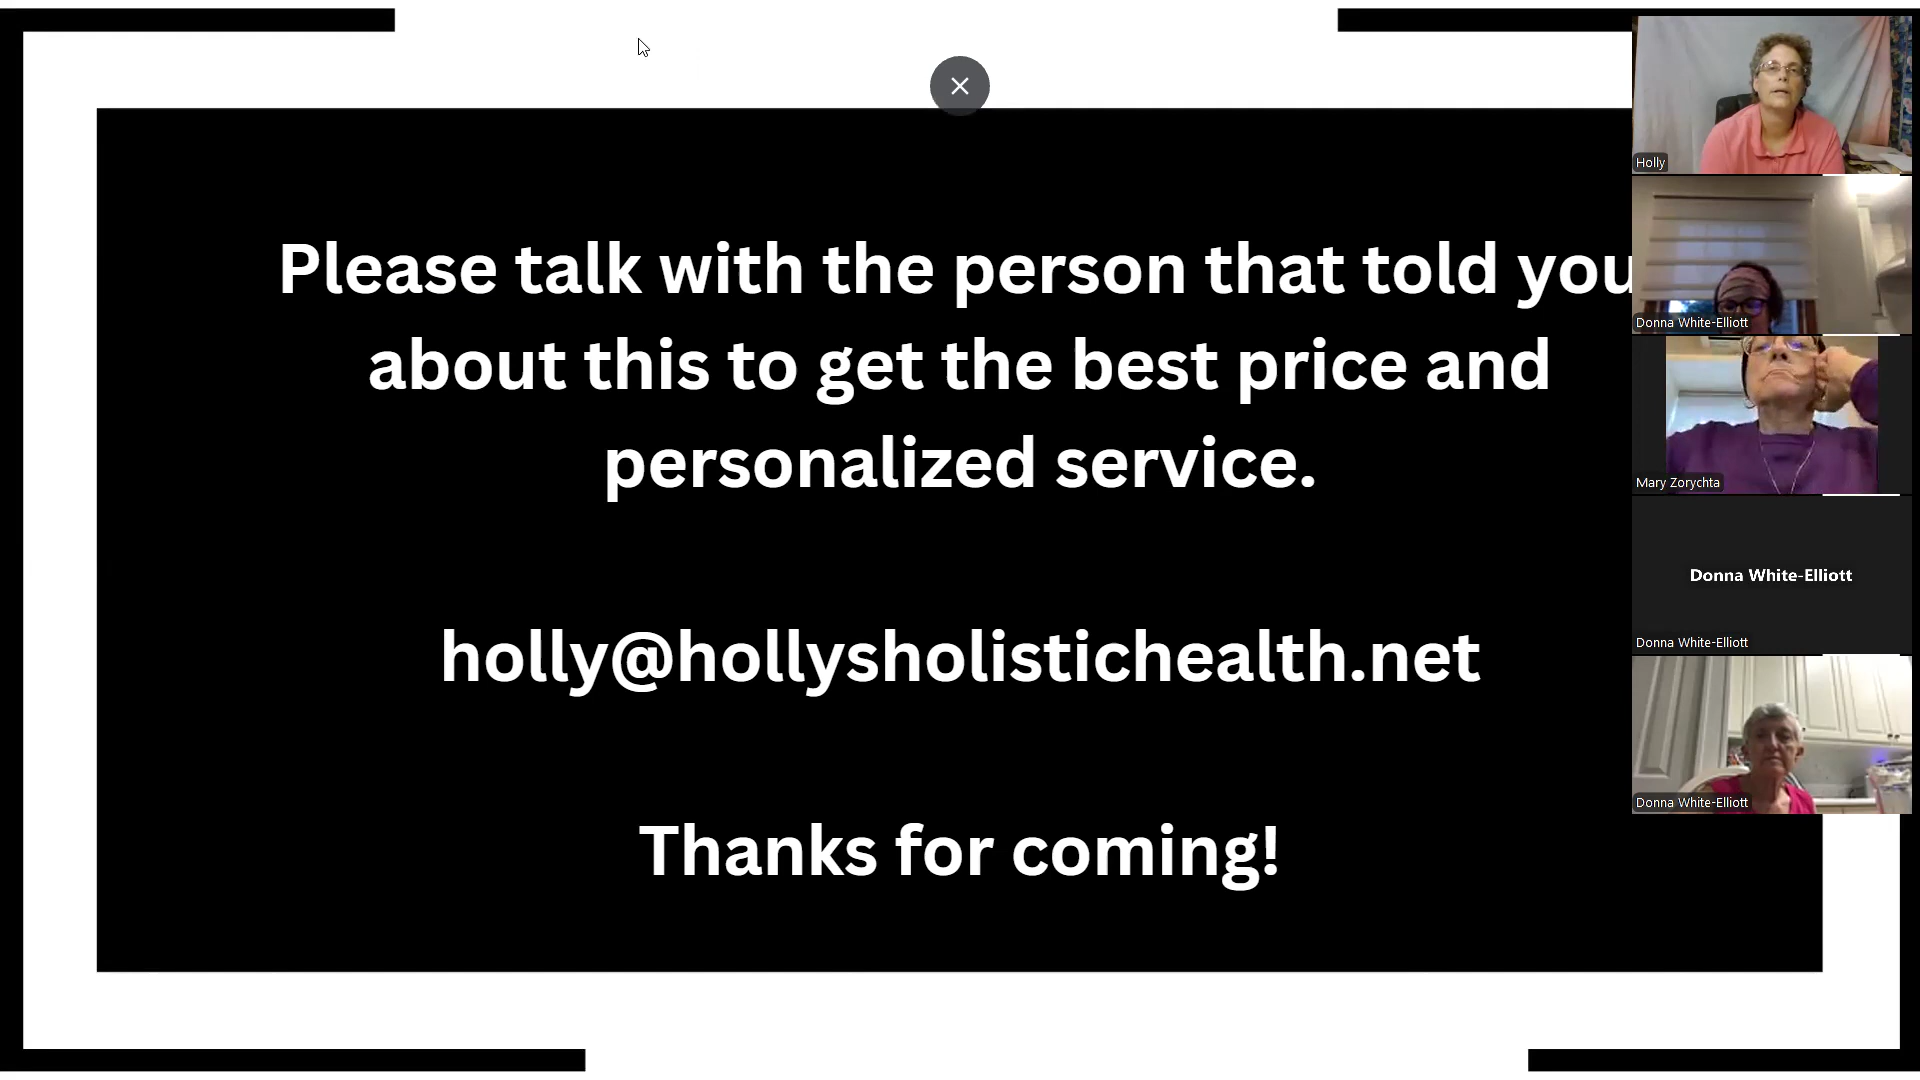 Please talk with the person that told you
about this to get the best price and
personalized service.
holly@hollysholistichealth.net
Thanks for coming!
Holly
Donna White-Elliott
Mary Zorychta
Donna White-Elliott
Donna White-Elliott
Donna White-Elliott